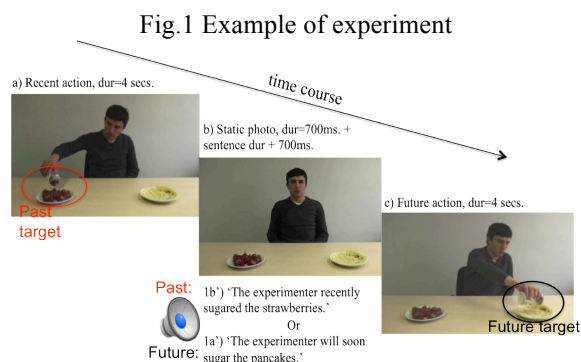 Fig.1 Example of experiment
time course
a) Recent action, dur=4 secs.
Past
target
b) Static photo, dur=700ms. +
sentence dur + 700ms.
c) Future action, dur=4 secs.
Future target
Past:
1b’) ‘The experimenter recently
sugared the strawberries.’
Or
Future:
1a’) ‘The experimenter will soon
sugar the pancakes.’